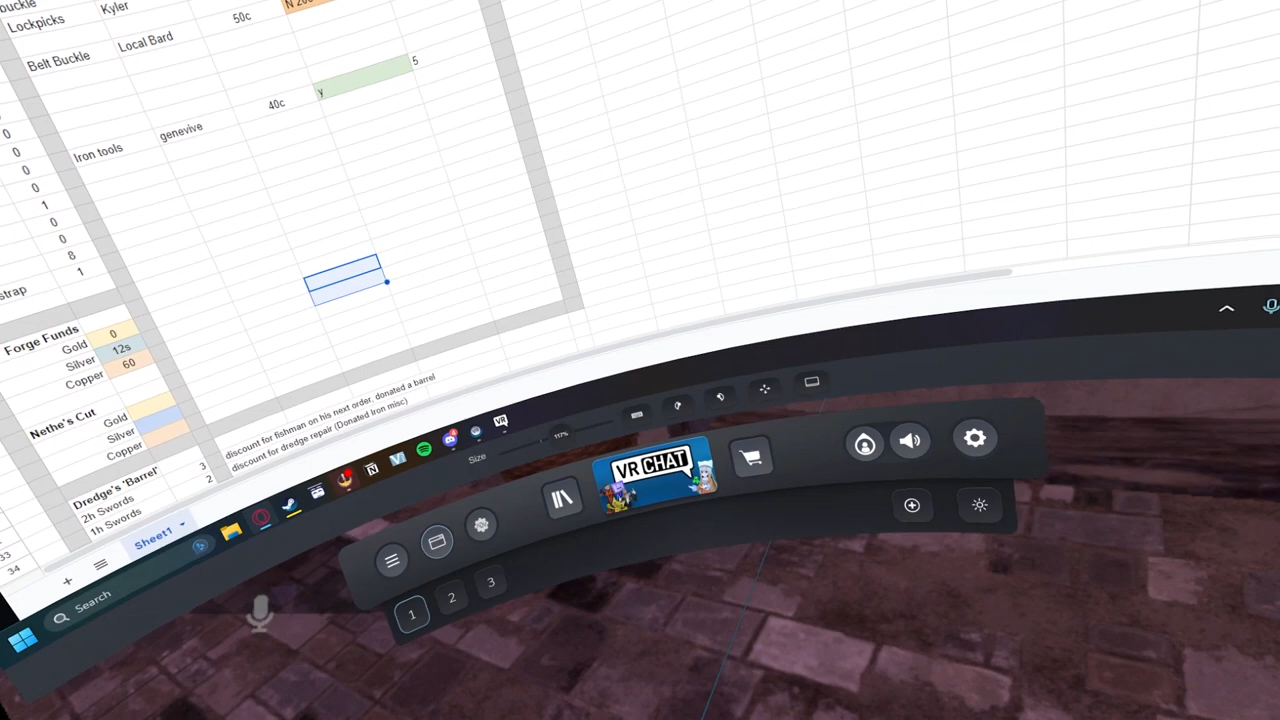 Lockpicks Kyler 50c
Belt Buckle Local Bard
y 5
40c
Iron tools genevive
0
0
0
0
1
0
0
8
1
strap
Forge Funds
Gold 0
Silver 12s
Copper 60
Nethe's Cut
Gold
Silver
Copper
Dredge's 'Barrel'
2h Swords 3
1h Swords 2
discount for fishman on his next order, donated a barrel
discount for dredge repair (Donated Iron misc)
33
34
Sheet1
Search
Size 117%
VR CHAT
1 2 3